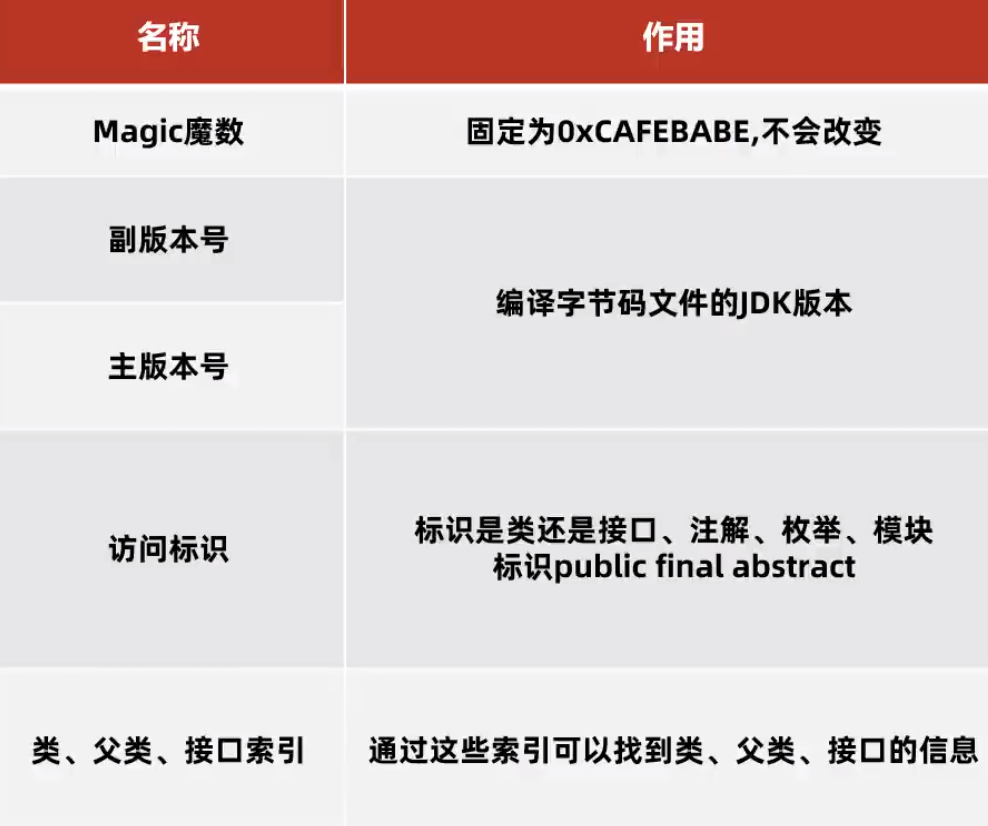 名称
作用
Magic魔数
固定为0xCAFEBABE,不会改变
副版本号
编译字节码文件的JDK版本
主版本号
访问标识
标识是类还是接口、注解、枚举、模块
标识public final abstract
类、父类、接口索引
通过这些索引可以找到类、父类、接口的信息